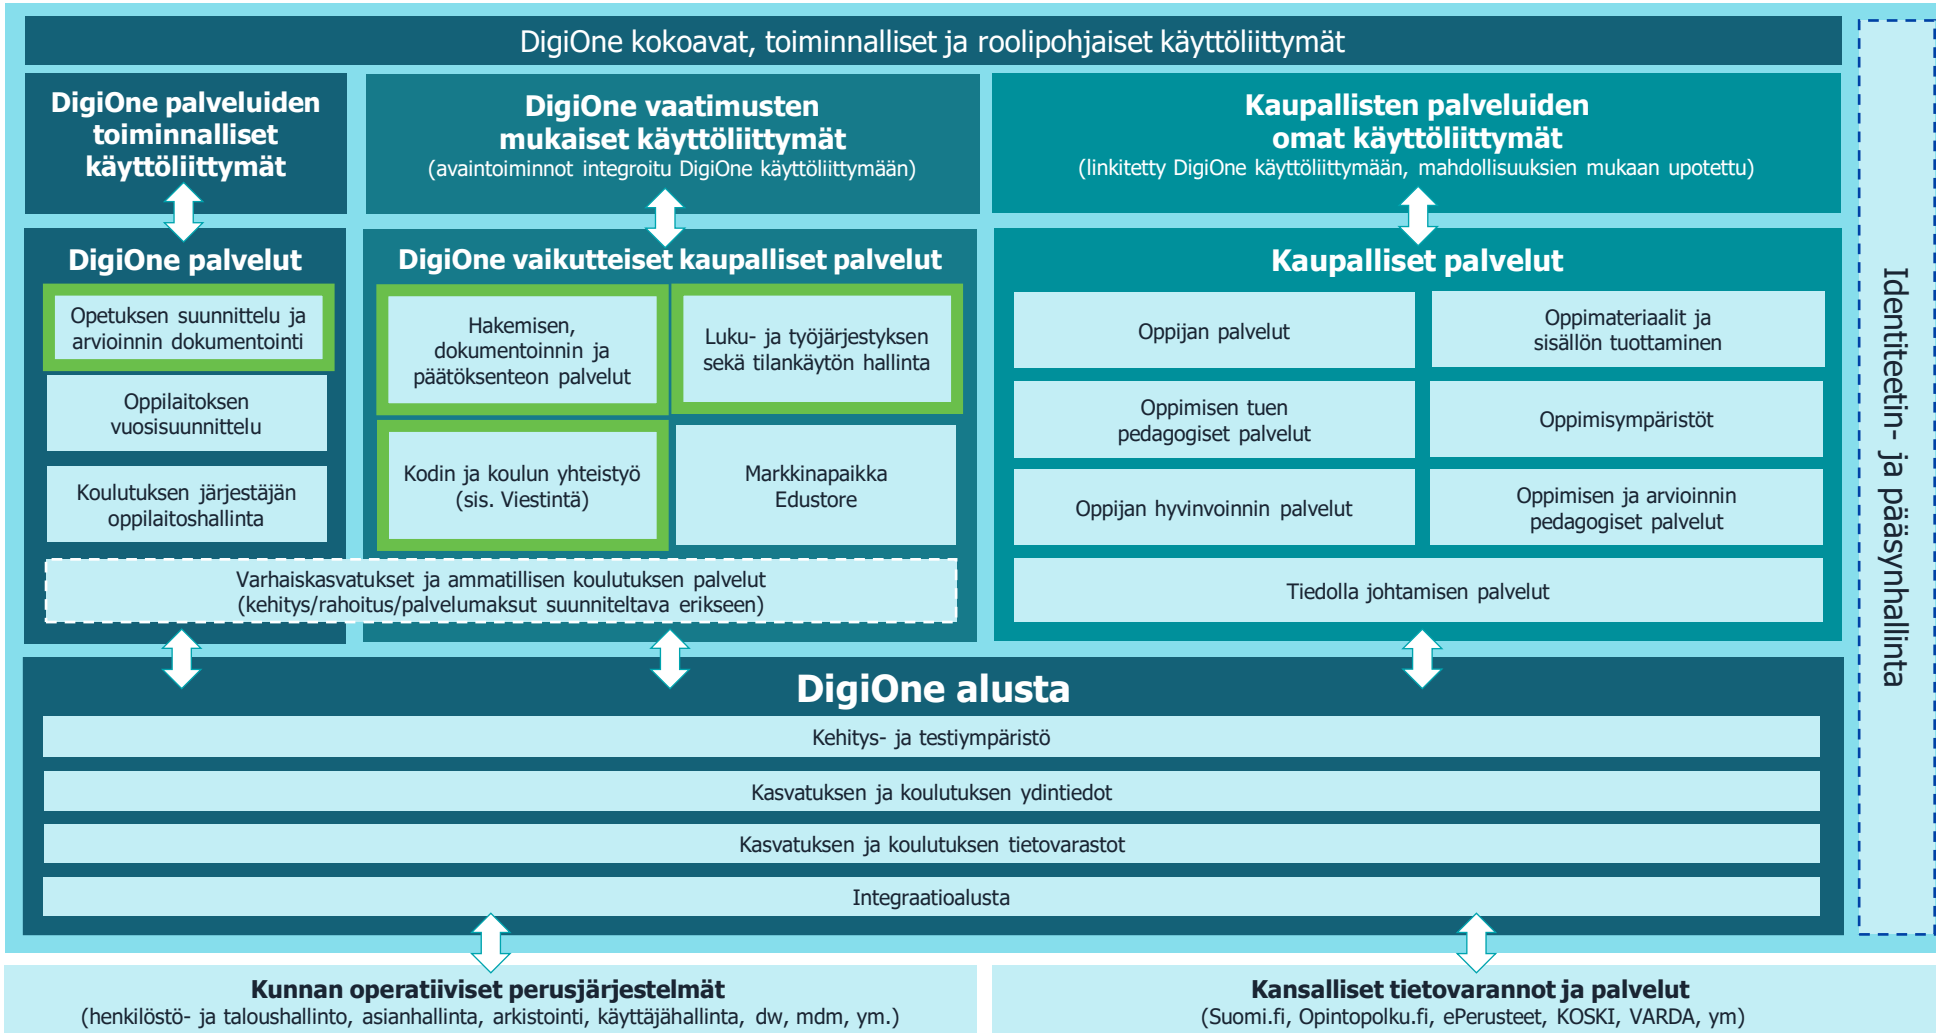 DigiOne kokoavat, toiminnalliset ja roolipohjaiset käyttöliittymät
DigiOne palveluiden
toiminnalliset
käyttöliittymät
DigiOne vaatimusten
mukaiset käyttöliittymät
(avaintoiminnot integroitu DigiOne käyttöliittymään)
Kaupallisten palveluiden
omat käyttöliittymät
(linkitetty DigiOne käyttöliittymään, mahdollisuuksien mukaan upotettu)
DigiOne palvelut
Opetuksen suunnittelu ja
arvioinnin dokumentointi
Oppilaitoksen
vuosisuunnittelu
Koulutuksen järjestäjän
oppilaitoshallinta
DigiOne vaikutteiset kaupalliset palvelut
Hakemisen,
dokumentoinnin ja
päätöksenteon palvelut
Luku- ja työjärjestyksen
sekä tilankäytön hallinta
Kodin ja koulun yhteistyö
(sis. Viestintä)
Markkinapaikka
Edustore
Varhaiskasvatukset ja ammatillisen koulutuksen palvelut
(kehitys/rahoitus/palvelumaksut suunniteltava erikseen)
Kaupalliset palvelut
Oppijan palvelut
Oppimateriaalit ja
sisällön tuottaminen
Oppimisen tuen
pedagogiset palvelut
Oppimisympäristöt
Oppijan hyvinvoinnin palvelut
Oppimisen ja arvioinnin
pedagogiset palvelut
Tiedolla johtamisen palvelut
DigiOne alusta
Kehitys- ja testiympäristö
Kasvatuksen ja koulutuksen ydintiedot
Kasvatuksen ja koulutuksen tietovarastot
Integraatioalusta
Identiteetin- ja pääsynhallinta
Kunnan operatiiviset perusjärjestelmät
(henkilöstö- ja taloushallinto, asianhallinta, arkistointi, käyttäjähallinta, dw, mdm, ym.)
Kansalliset tietovarannot ja palvelut
(Suomi.fi, Opintopolku.fi, ePerusteet, KOSKI, VARDA, ym)